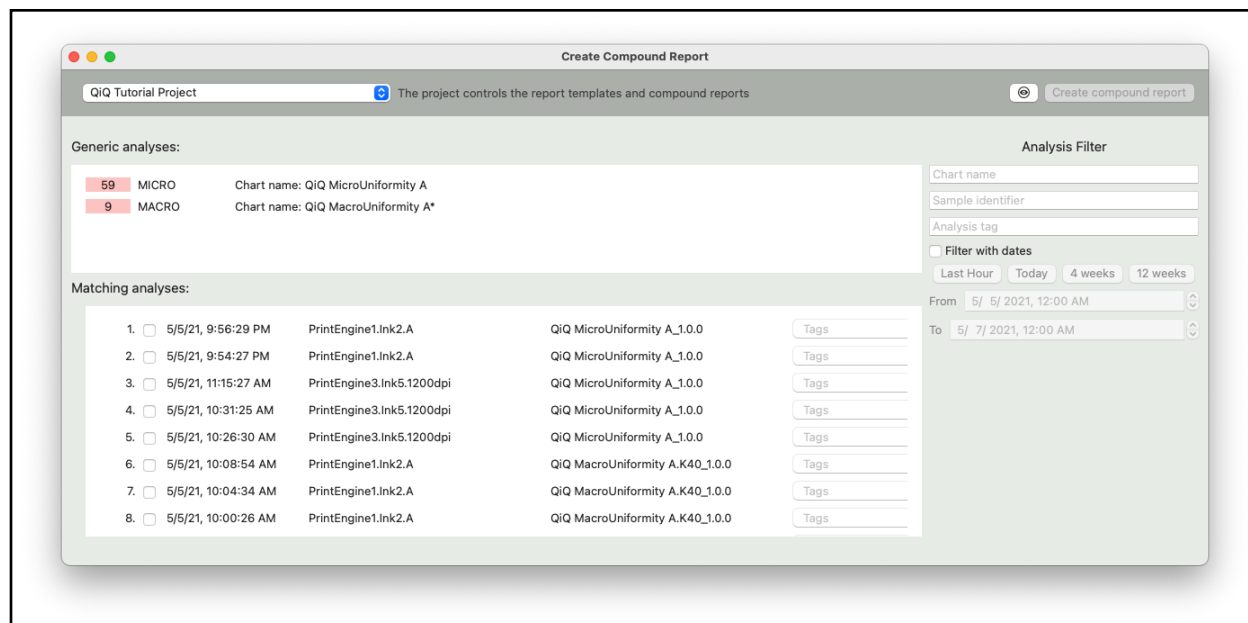 Create Compound Report
QiQ Tutorial Project The project controls the report templates and compound reports Create compound report
Generic analyses:
59 MICRO Chart name: QiQ MicroUniformity A
9 MACRO Chart name: QiQ MacroUniformity A*
Matching analyses:
1. 5/5/21, 9:56:29 PM PrintEngine1.Ink2.A QiQ MicroUniformity A_1.0.0 Tags
2. 5/5/21, 9:54:27 PM PrintEngine1.Ink2.A QiQ MicroUniformity A_1.0.0 Tags
3. 5/5/21, 11:15:27 AM PrintEngine3.Ink5.1200dpi QiQ MicroUniformity A_1.0.0 Tags
4. 5/5/21, 10:31:25 AM PrintEngine3.Ink5.1200dpi QiQ MicroUniformity A_1.0.0 Tags
5. 5/5/21, 10:26:30 AM PrintEngine3.Ink5.1200dpi QiQ MicroUniformity A_1.0.0 Tags
6. 5/5/21, 10:08:54 AM PrintEngine1.Ink2.A QiQ MacroUniformity A.K40_1.0.0 Tags
7. 5/5/21, 10:04:34 AM PrintEngine1.Ink2.A QiQ MacroUniformity A.K40_1.0.0 Tags
8. 5/5/21, 10:00:26 AM PrintEngine1.Ink2.A QiQ MacroUniformity A.K40_1.0.0 Tags
Analysis Filter
Chart name
Sample identifier
Analysis tag
Filter with dates
Last Hour Today 4 weeks 12 weeks
From 5/ 5/2021, 12:00 AM
To 5/ 7/2021, 12:00 AM